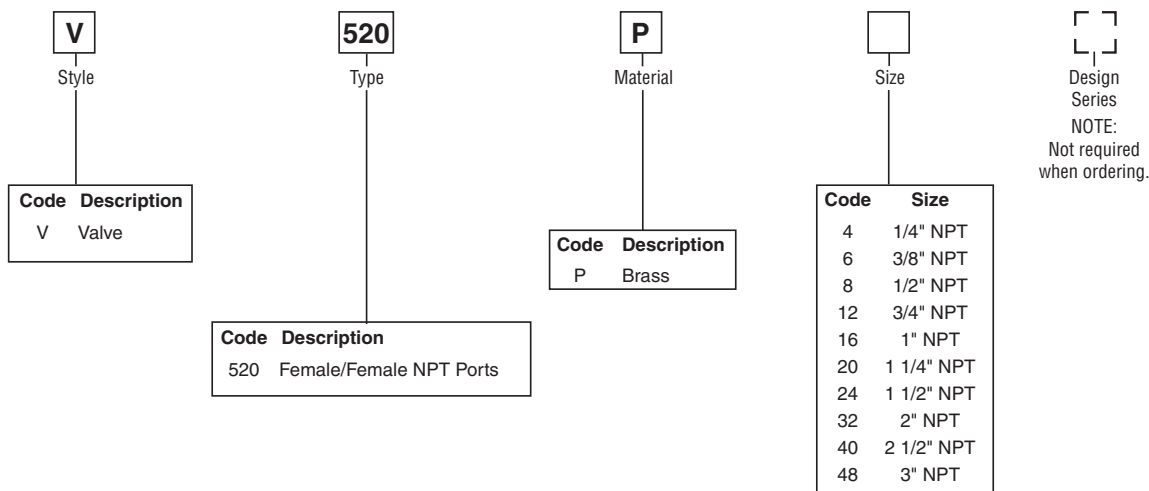 V
520
P
Style
Type
Material
Size
Design
Series
NOTE:
Not required
when ordering.
Code Description
V Valve
Code Description
520 Female/Female NPT Ports
Code Description
P Brass
Code Size
4 1/4" NPT
6 3/8" NPT
8 1/2" NPT
12 3/4" NPT
16 1" NPT
20 1 1/4" NPT
24 1 1/2" NPT
32 2" NPT
40 2 1/2" NPT
48 3" NPT